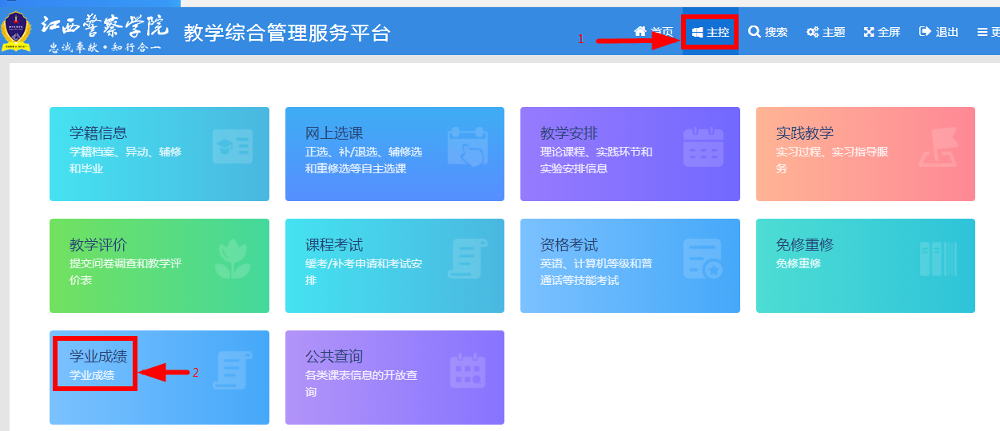 江西警察学院
忠诚奉献·知行合一
教学综合管理服务平台
1
首页
主控
搜索
主题
全屏
退出
学籍信息
学籍档案、异动、辅修
和毕业
网上选课
正选、补/退选、辅修选
和重修选等自主选课
教学安排
理论课程、实践环节和
实验安排信息
实践教学
实习过程、实习指导服
务
教学评价
提交问卷调查和教学评
价表
课程考试
缓考/补考申请和考试安
排
资格考试
英语、计算机等级和普
通话等技能考试
免修重修
免修重修
学业成绩
学业成绩
2
公共查询
各类课表信息的开放查
询